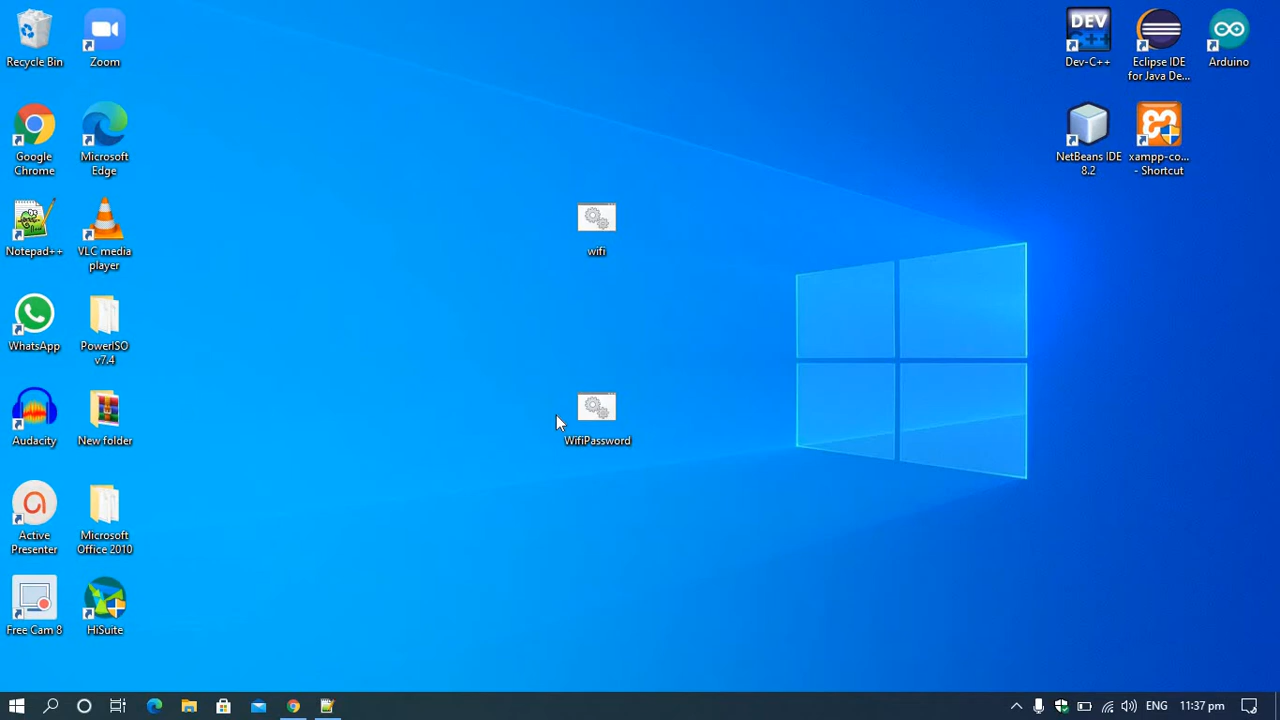 Recycle Bin
Zoom
Google
Chrome
Microsoft
Edge
Notepad++
VLC media
player
WhatsApp
PowerISO
v7.4
Audacity
New folder
Active
Presenter
Microsoft
Office 2010
Free Cam 8
HiSuite
wifi
WifiPassword
DEV
C++
Dev-C++
Eclipse IDE
for Java De...
Arduino
NetBeans IDE
8.2
xampp-co...
- Shortcut
ENG
11:37 pm